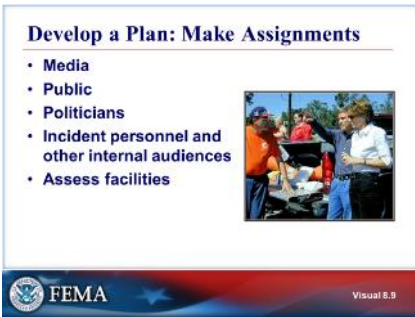 Develop a Plan: Make Assignments
• Media
• Public
• Politicians
• Incident personnel and
other internal audiences
• Assess facilities
FEMA
Visual 8.9